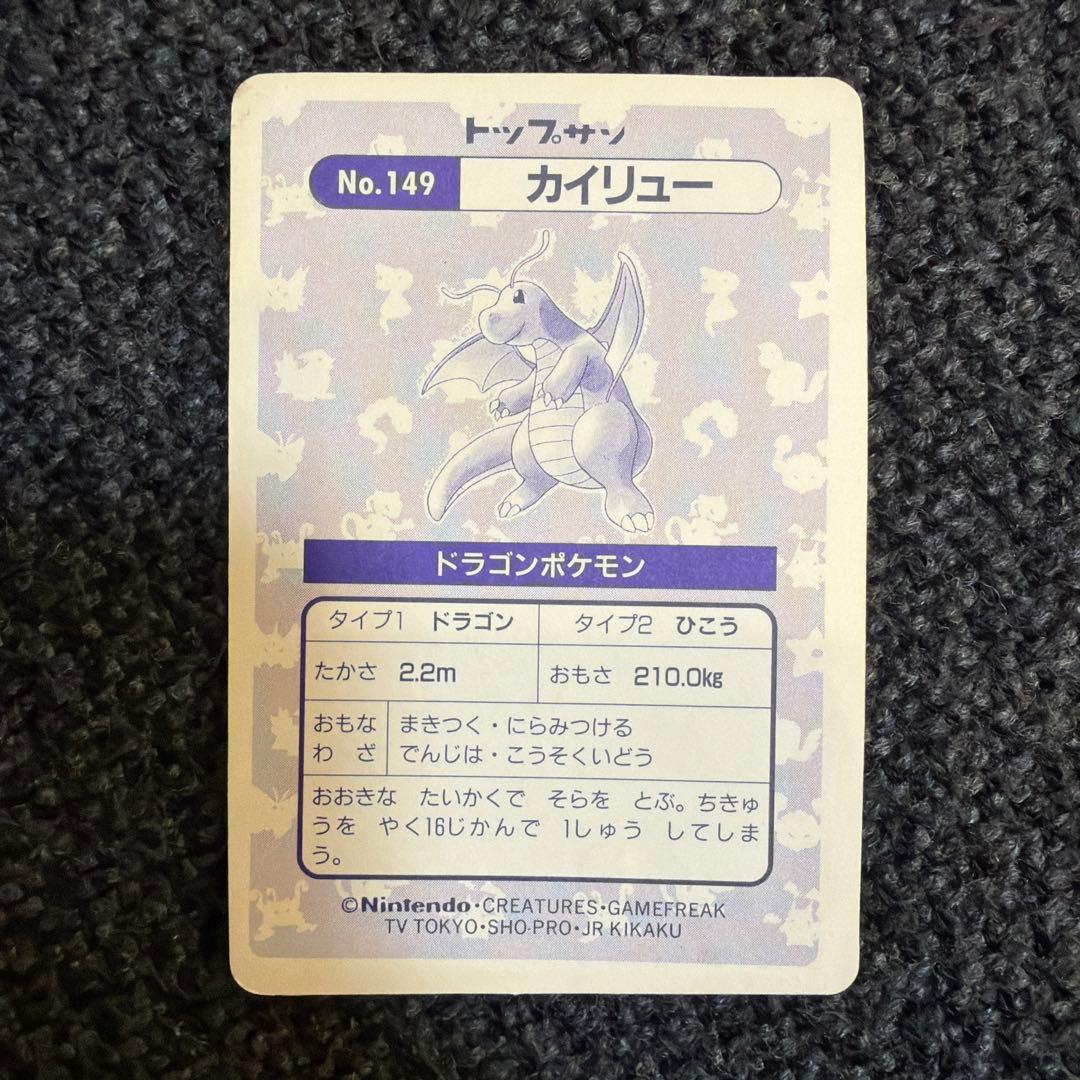 トップサン
No.149 カイリュー
ドラゴンポケモン
タイプ1 ドラゴン タイプ2 ひこう
たかさ 2.2m おもさ 210.0kg
おもな まきつく・にらみつける
わざ でんじは・こうそくいどう
おおきな たいかくで そらを とぶ。ちきゅ
うを やく16じかんで 1しゅう してしま
う。
©Nintendo・CREATURES・GAMEFREAK
TV TOKYO・SHO-PRO・JR KIKAKU